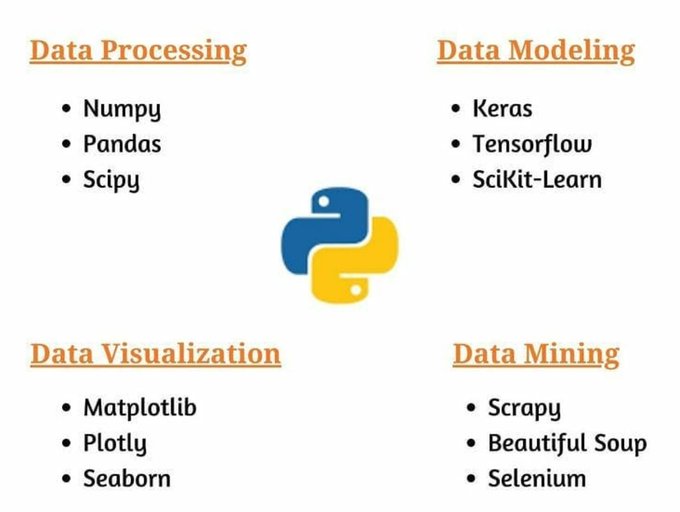 Data Processing
• Numpy
• Pandas
• Scipy
Data Modeling
• Keras
• Tensorflow
• SciKit-Learn
Data Visualization
• Matplotlib
• Plotly
• Seaborn
Data Mining
• Scrapy
• Beautiful Soup
• Selenium